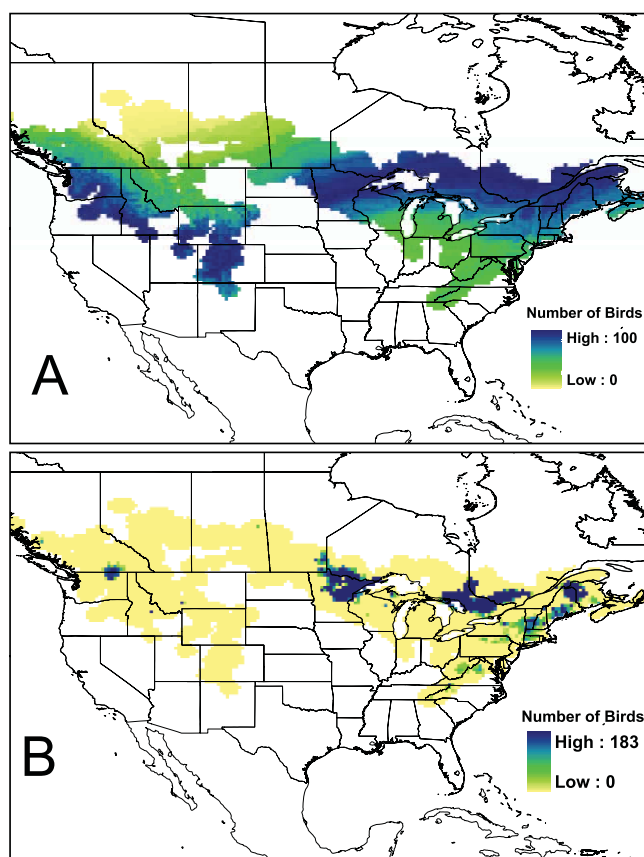 Number of Birds
High : 100
Low : 0
A
Number of Birds
High : 183
Low : 0
B